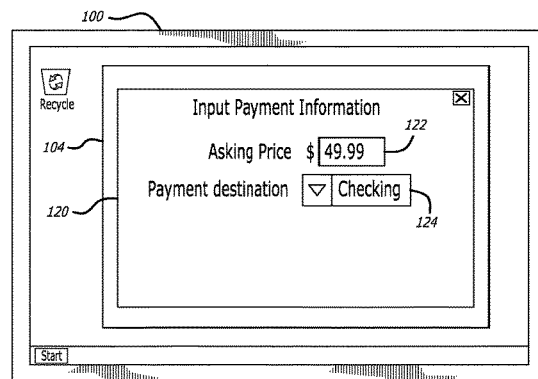 100
Recycle
Input Payment Information
104
Asking Price $ 49.99
122
Payment destination Checking
120
124
Start